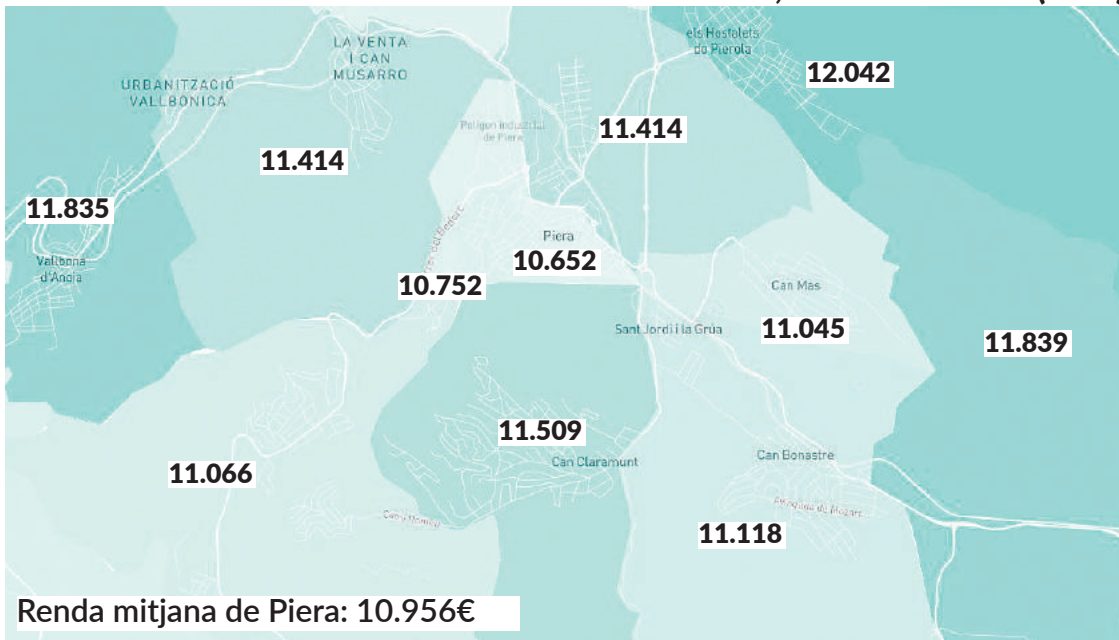 els Hostalets
de Pierola
12.042
LA VENTA
I CAN
MUSARRO
URBANITZACIÓ
VALLBONICA
Polígon industrial
de Piera
11.414
11.414
11.835
Vallbona
d'Anoia
Piera
10.652
10.752
Can Mas
Sant Jordi i la Grúa
11.045
11.839
11.509
Can Claramunt
Can Bonastre
11.066
11.118
Renda mitjana de Piera: 10.956€